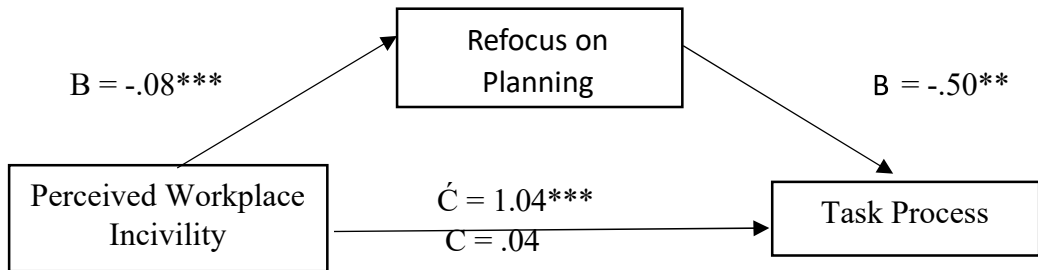 Refocus on
Planning
B = -.08***
B = -.50**
Perceived Workplace
Incivility
Ć = 1.04***
C = .04
Task Process